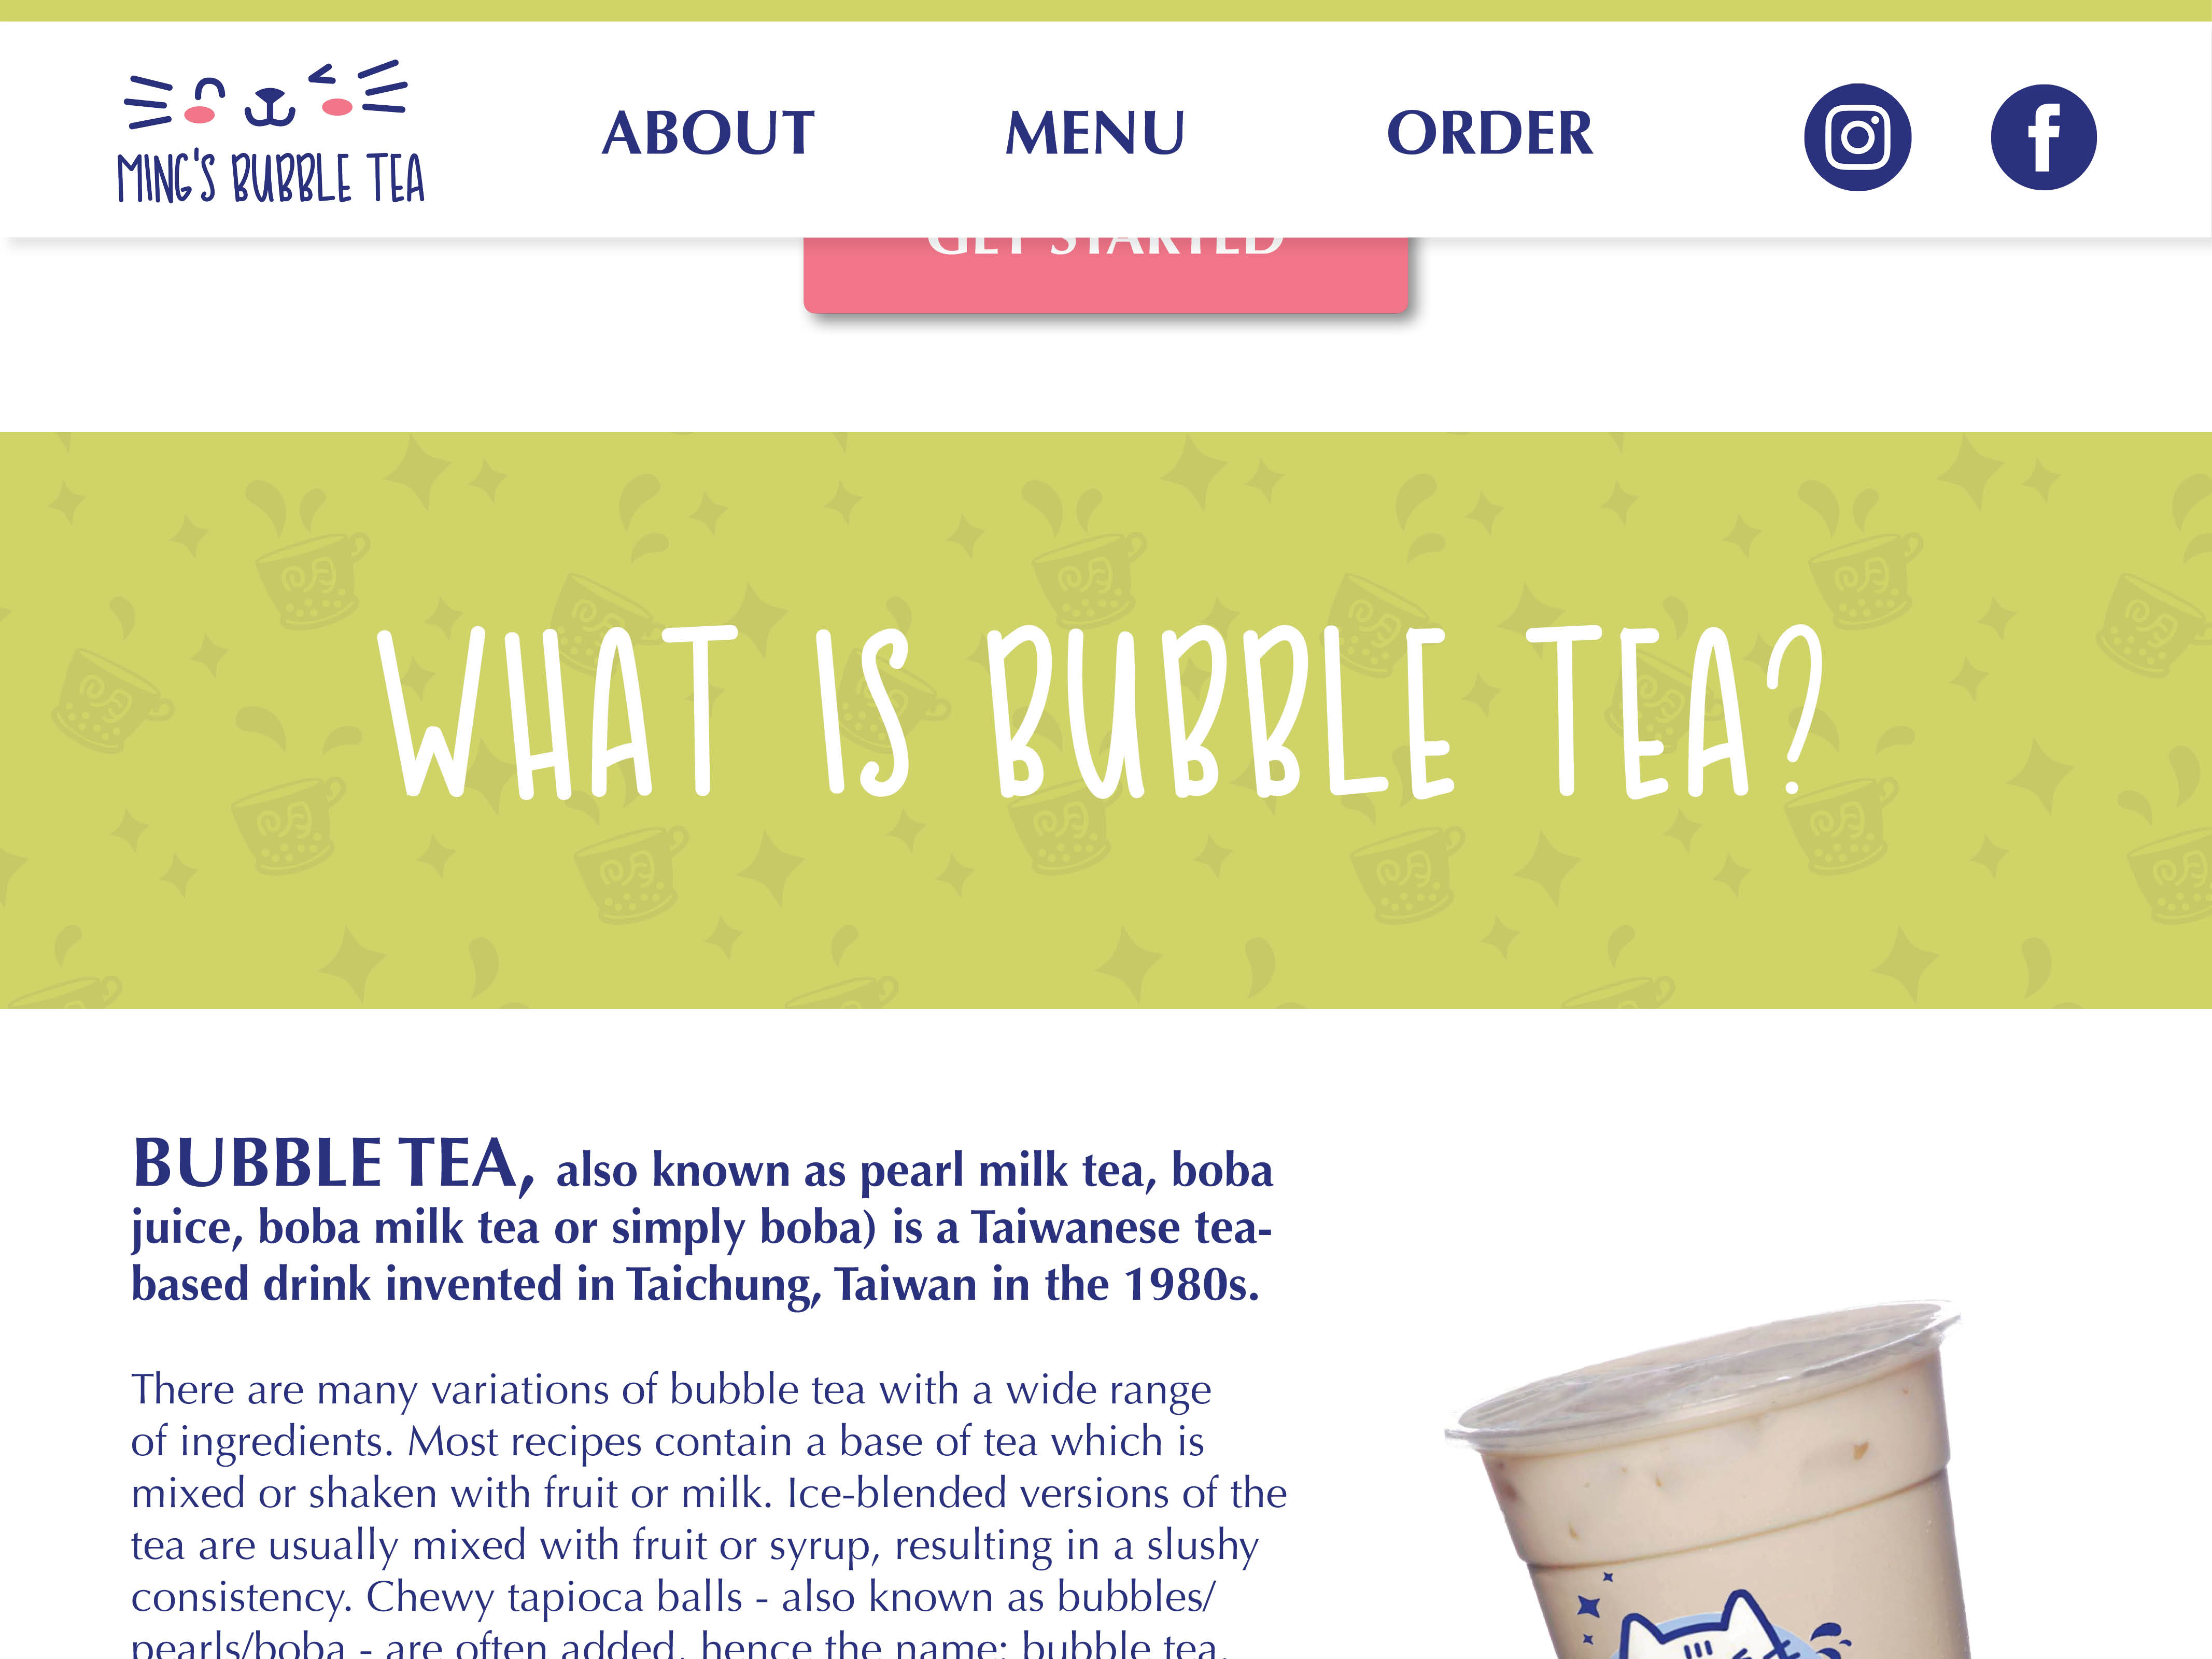 MING'S BUBBLE TEA
ABOUT
MENU
ORDER
GET STARTED
WHAT IS BUBBLE TEA?
BUBBLE TEA, also known as pearl milk tea, boba
juice, boba milk tea or simply boba) is a Taiwanese tea-
based drink invented in Taichung, Taiwan in the 1980s.
There are many variations of bubble tea with a wide range
of ingredients. Most recipes contain a base of tea which is
mixed or shaken with fruit or milk. Ice-blended versions of the
tea are usually mixed with fruit or syrup, resulting in a slushy
consistency. Chewy tapioca balls - also known as bubbles/
pearls/boba - are often added, hence the name: bubble tea.